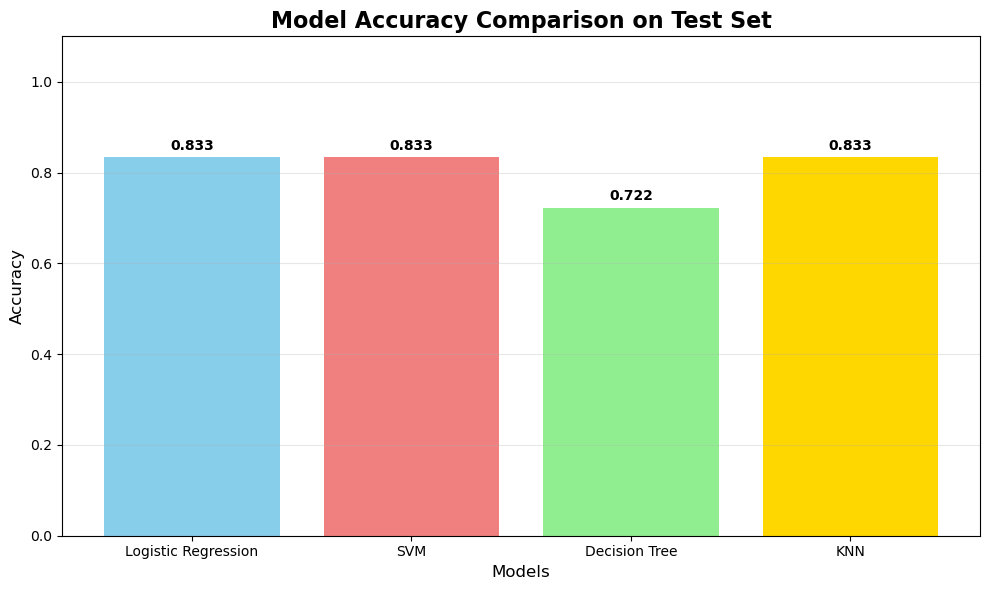 Model Accuracy Comparison on Test Set
1.0
0.8
0.6
0.4
0.2
0.0
Accuracy
0.833
0.833
0.722
0.833
Logistic Regression
SVM
Decision Tree
KNN
Models